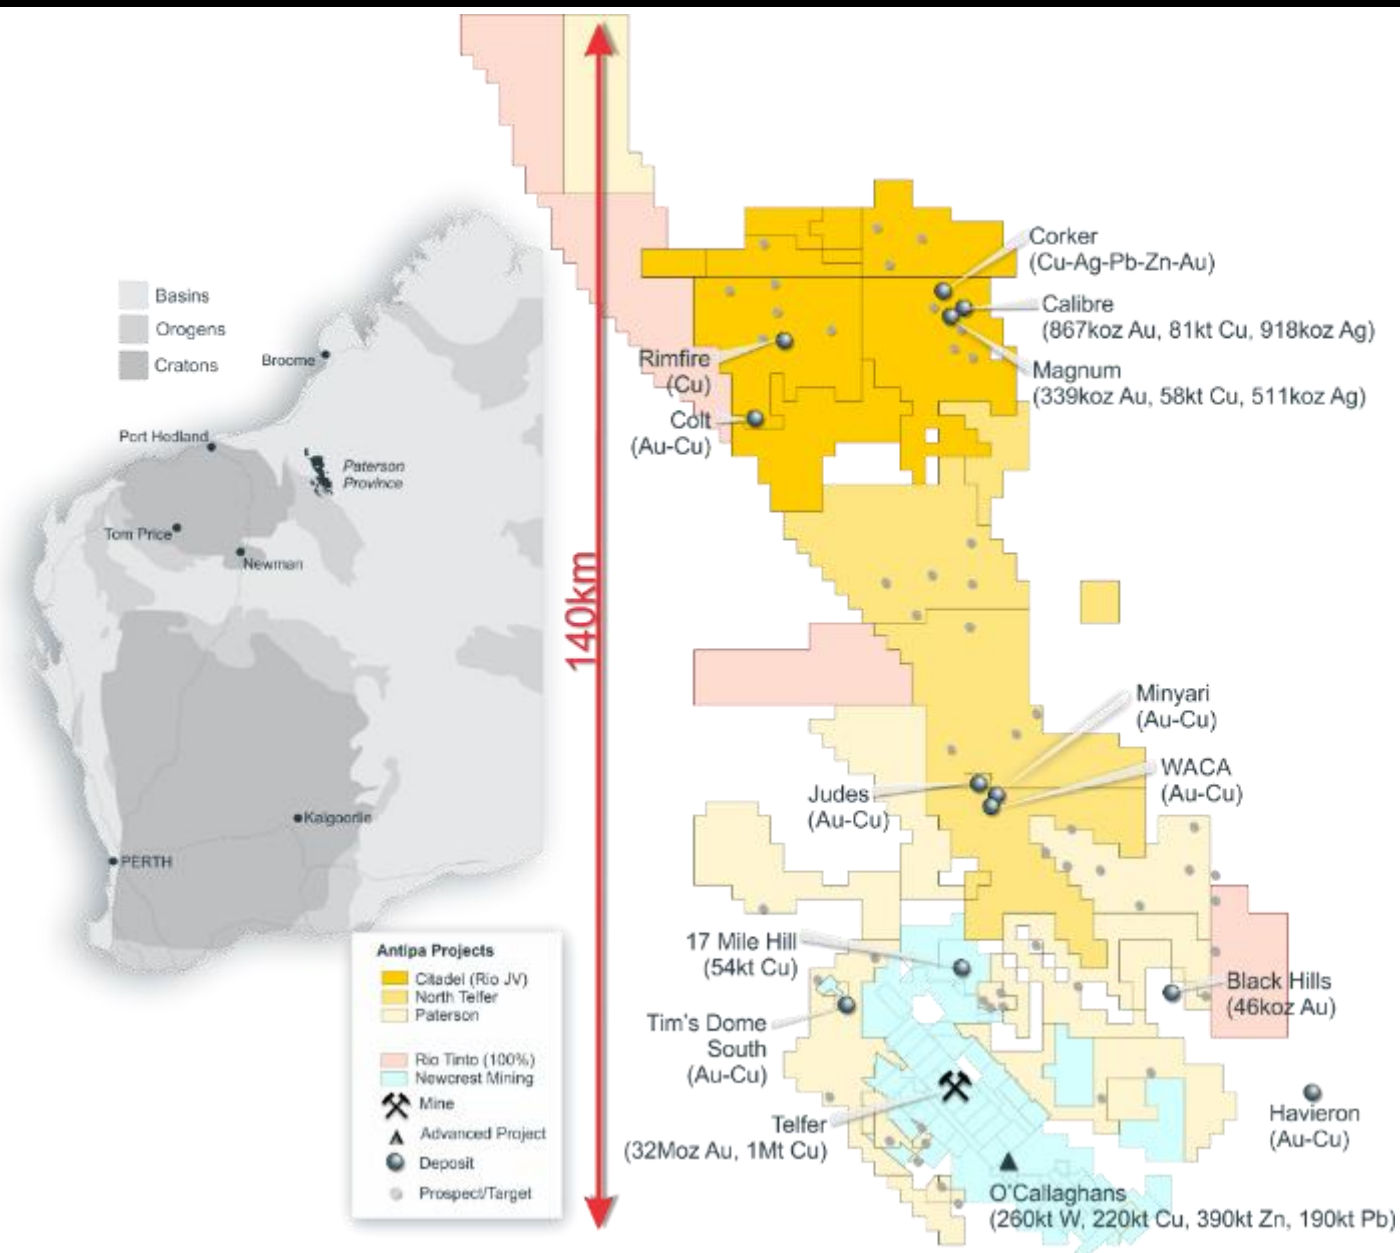 Basins
Orogens
Cratons
Broome
Port Hedland
Paterson
Province
Tom Price
Newman
Kalgoorlie
PERTH
140km
Corker
(Cu-Ag-Pb-Zn-Au)
Calibre
(867koz Au, 81kt Cu, 918koz Ag)
Magnum
(339koz Au, 58kt Cu, 511koz Ag)
Rimfire
(Cu)
Colt
(Au-Cu)
Minyari
(Au-Cu)
WACA
(Au-Cu)
Judes
(Au-Cu)
17 Mile Hill
(54kt Cu)
Black Hills
(46koz Au)
Tim's Dome
South
(Au-Cu)
Telfer
(32Moz Au, 1Mt Cu)
Havieron
(Au-Cu)
O'Callaghans
(260kt W, 220kt Cu, 390kt Zn, 190kt Pb)
Antipa Projects
Citadel (Rio JV)
North Telfer
Paterson
Rio Tinto (100%)
Newcrest Mining
Mine
Advanced Project
Deposit
Prospect/Target